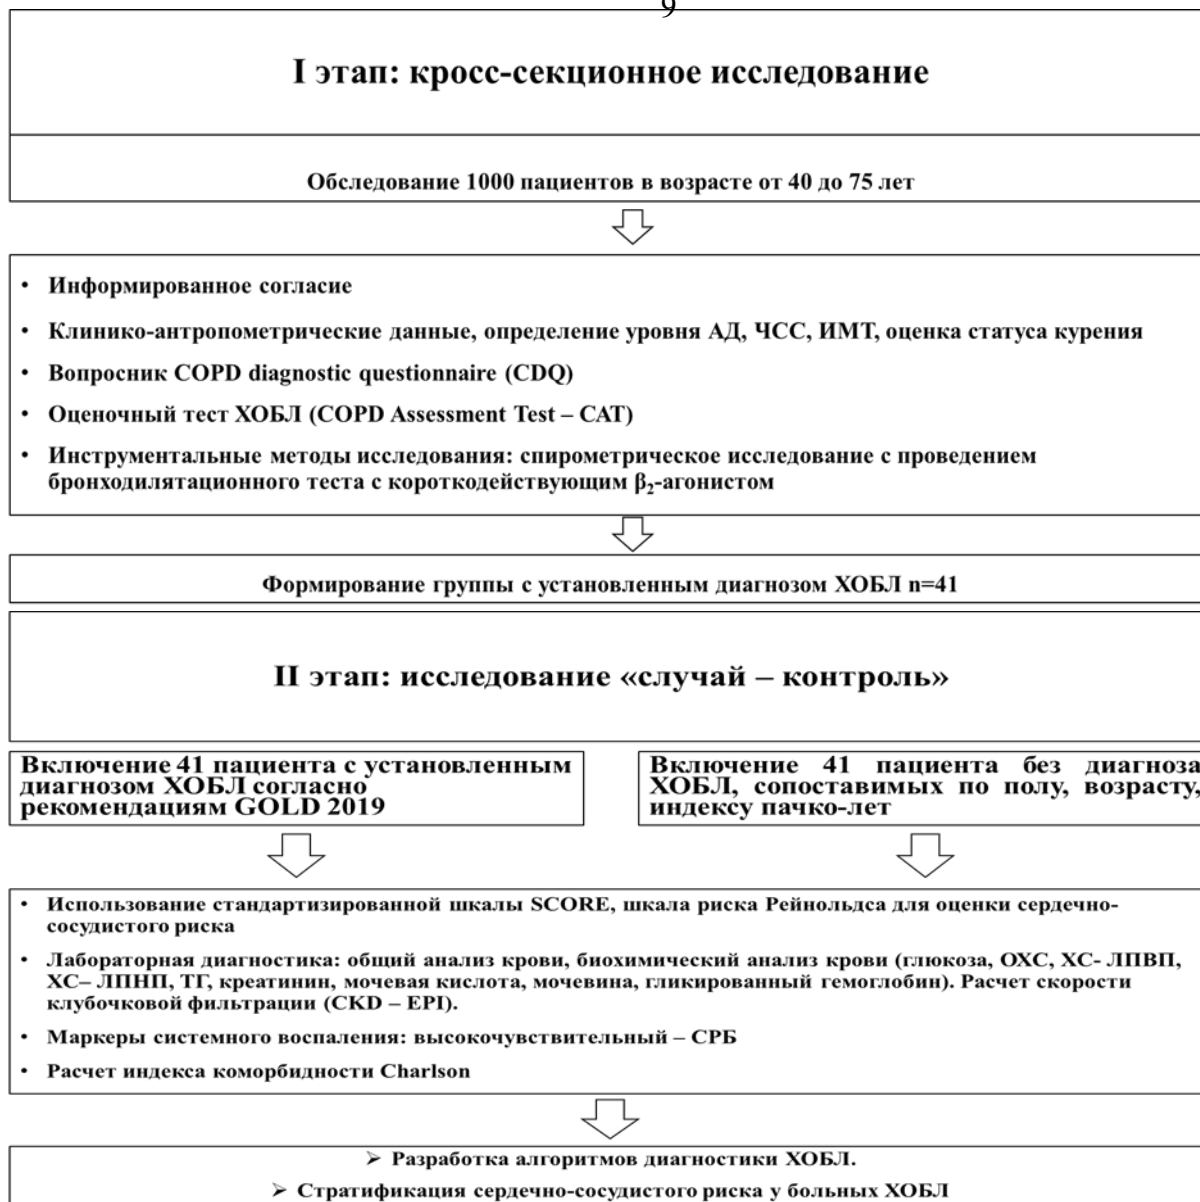 9
I этап: кросс-секционное исследование
Обследование 1000 пациентов в возрасте от 40 до 75 лет
• Информированное согласие
• Клинико-антропометрические данные, определение уровня АД, ЧСС, ИМТ, оценка статуса курения
• Вопросник COPD diagnostic questionnaire (CDQ)
• Оценочный тест ХОБЛ (COPD Assessment Test – CAT)
• Инструментальные методы исследования: спирометрическое исследование с проведением
бронходилятационного теста с короткодействующим β₂-агонистом
Формирование группы с установленным диагнозом ХОБЛ n=41
II этап: исследование «случай – контроль»
Включение 41 пациента с установленным
диагнозом ХОБЛ согласно
рекомендациям GOLD 2019
Включение 41 пациента без диагноза
ХОБЛ, сопоставимых по полу, возрасту,
индексу пачко-лет
• Использование стандартизированной шкалы SCORE, шкала риска Рейнольдса для оценки сердечно-
сосудистого риска
• Лабораторная диагностика: общий анализ крови, биохимический анализ крови (глюкоза, ОХС, ХС- ЛПВП,
ХС– ЛПНП, ТГ, креатинин, мочевая кислота, мочевина, гликированный гемоглобин). Расчет скорости
клубочковой фильтрации (CKD – EPI).
• Маркеры системного воспаления: высокочувствительный – СРБ
• Расчет индекса коморбидности Charlson
➢ Разработка алгоритмов диагностики ХОБЛ.
➢ Стратификация сердечно-сосудистого риска у больных ХОБЛ